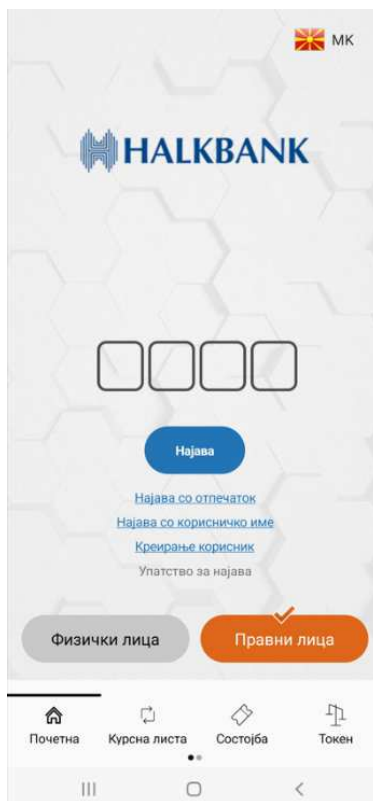 MK
HALKBANK
Најава
Најава со отпечаток
Најава со корисничко име
Креирање корисник
Упатство за најава
Физички лица
Правни лица
Почетна
Курсна листа
Состојба
Токен